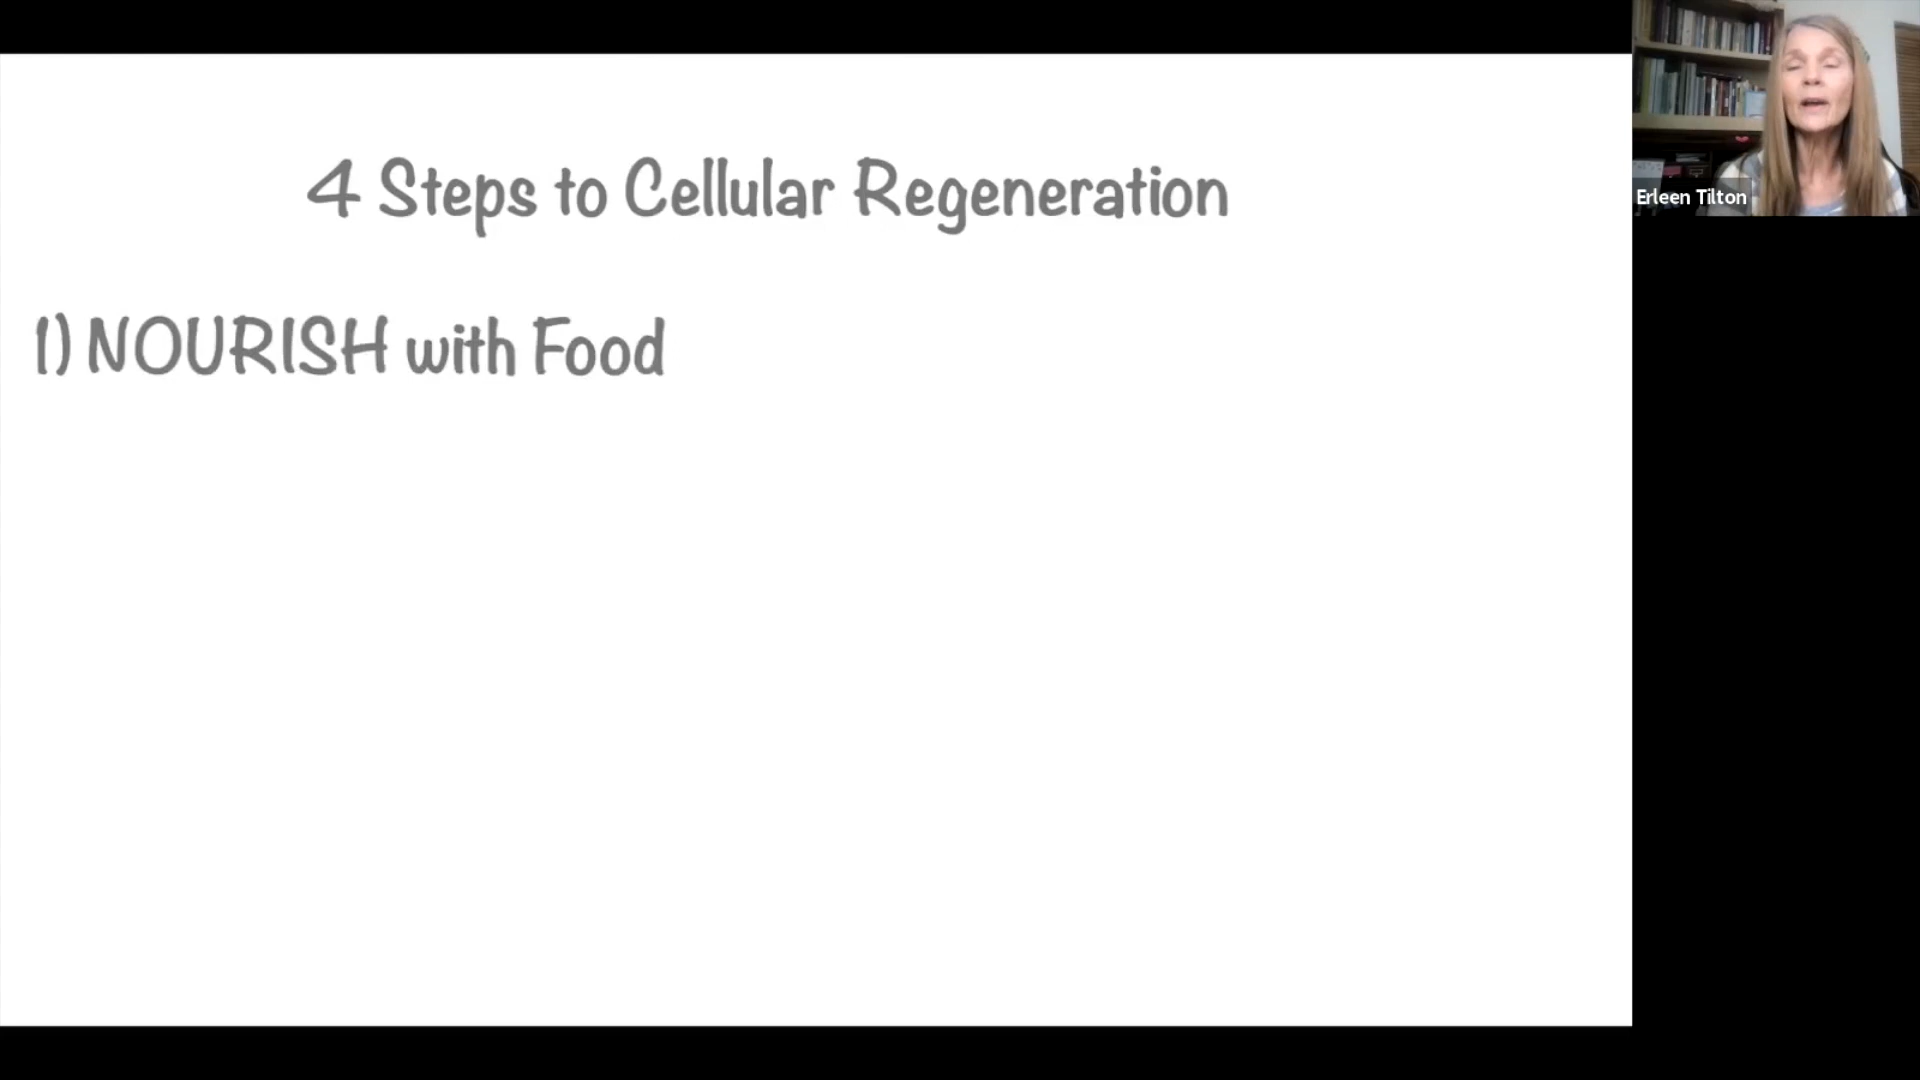 4 Steps to Cellular Regeneration
1) NOURISH with Food
Erleen Tilton